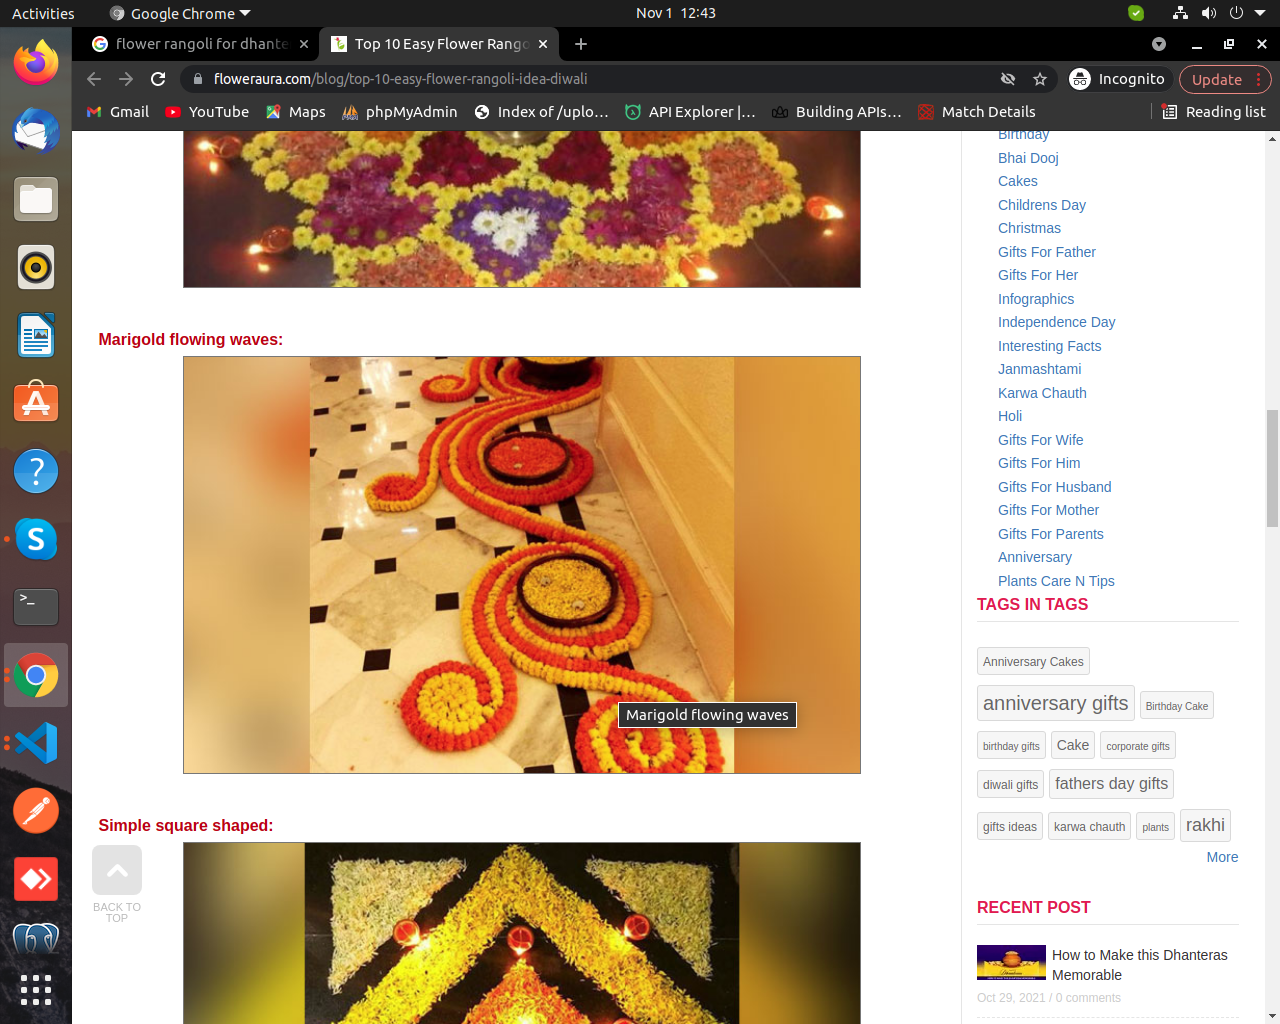 Activities
Google Chrome
Nov 1 12:43
flower rangoli for dhante
Top 10 Easy Flower Rango
floweraura.com/blog/top-10-easy-flower-rangoli-idea-diwali
Incognito
Update
Gmail
YouTube
Maps
phpMyAdmin
Index of /uplo…
API Explorer |…
Building APIs…
Match Details
Reading list
Marigold flowing waves:
Marigold flowing waves
Simple square shaped:
BACK TO
TOP
Birthday
Bhai Dooj
Cakes
Childrens Day
Christmas
Gifts For Father
Gifts For Her
Infographics
Independence Day
Interesting Facts
Janmashtami
Karwa Chauth
Holi
Gifts For Wife
Gifts For Him
Gifts For Husband
Gifts For Mother
Gifts For Parents
Anniversary
Plants Care N Tips
TAGS IN TAGS
Anniversary Cakes
anniversary gifts
Birthday Cake
birthday gifts
Cake
corporate gifts
diwali gifts
fathers day gifts
gifts ideas
karwa chauth
plants
rakhi
More
RECENT POST
How to Make this Dhanteras
Memorable
Oct 29, 2021 / 0 comments